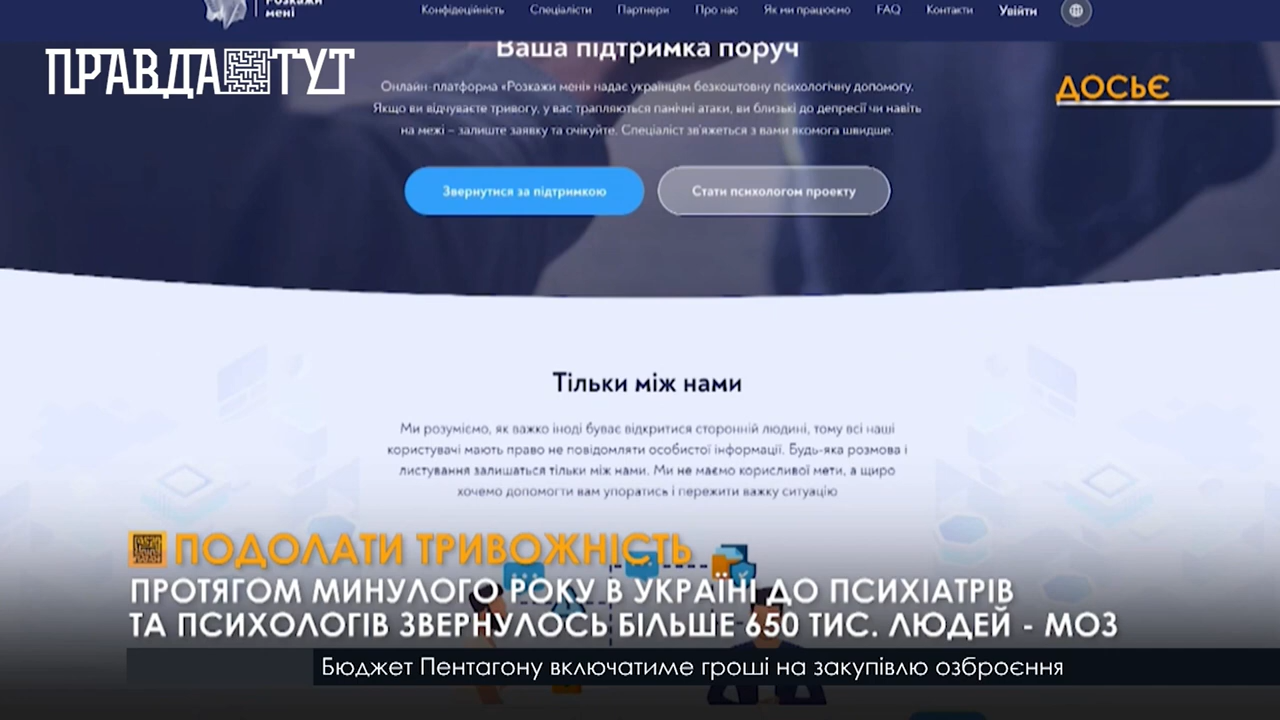 Розкажи
мені
Конфідеційність Спеціалісти Партнери Про нас Як ми працюємо FAQ Контакти Увійти
ПРАВДА ТУТ
ДОСЬЄ
Ваша підтримка поруч
Онлайн-платформа «Розкажи мені» надає українцям безкоштовну психологічну допомогу.
Якщо ви відчуваєте тривогу, у вас трапляються панічні атаки, ви близькі до депресії чи навіть
на межі – залиште заявку та очікуйте. Спеціаліст зв'яжеться з вами якомога швидше.
Звернутися за підтримкою Стати психологом проекту
Тільки між нами
Ми розуміємо, як важко іноді буває відкритися сторонній людині, тому всі наші
користувачі мають право не повідомляти особистої інформації. Будь-яка розмова і
листування залишаться тільки між нами. Ми не маємо корисливої мети, а щиро
хочемо допомогти вам упоратись і пережити важку ситуацію
ПОДОЛАТИ ТРИВОЖНІСТЬ
ПРОТЯГОМ МИНУЛОГО РОКУ В УКРАЇНІ ДО ПСИХІАТРІВ
ТА ПСИХОЛОГІВ ЗВЕРНУЛОСЬ БІЛЬШЕ 650 ТИС. ЛЮДЕЙ - МОЗ
Бюджет Пентагону включатиме гроші на закупівлю озброєння